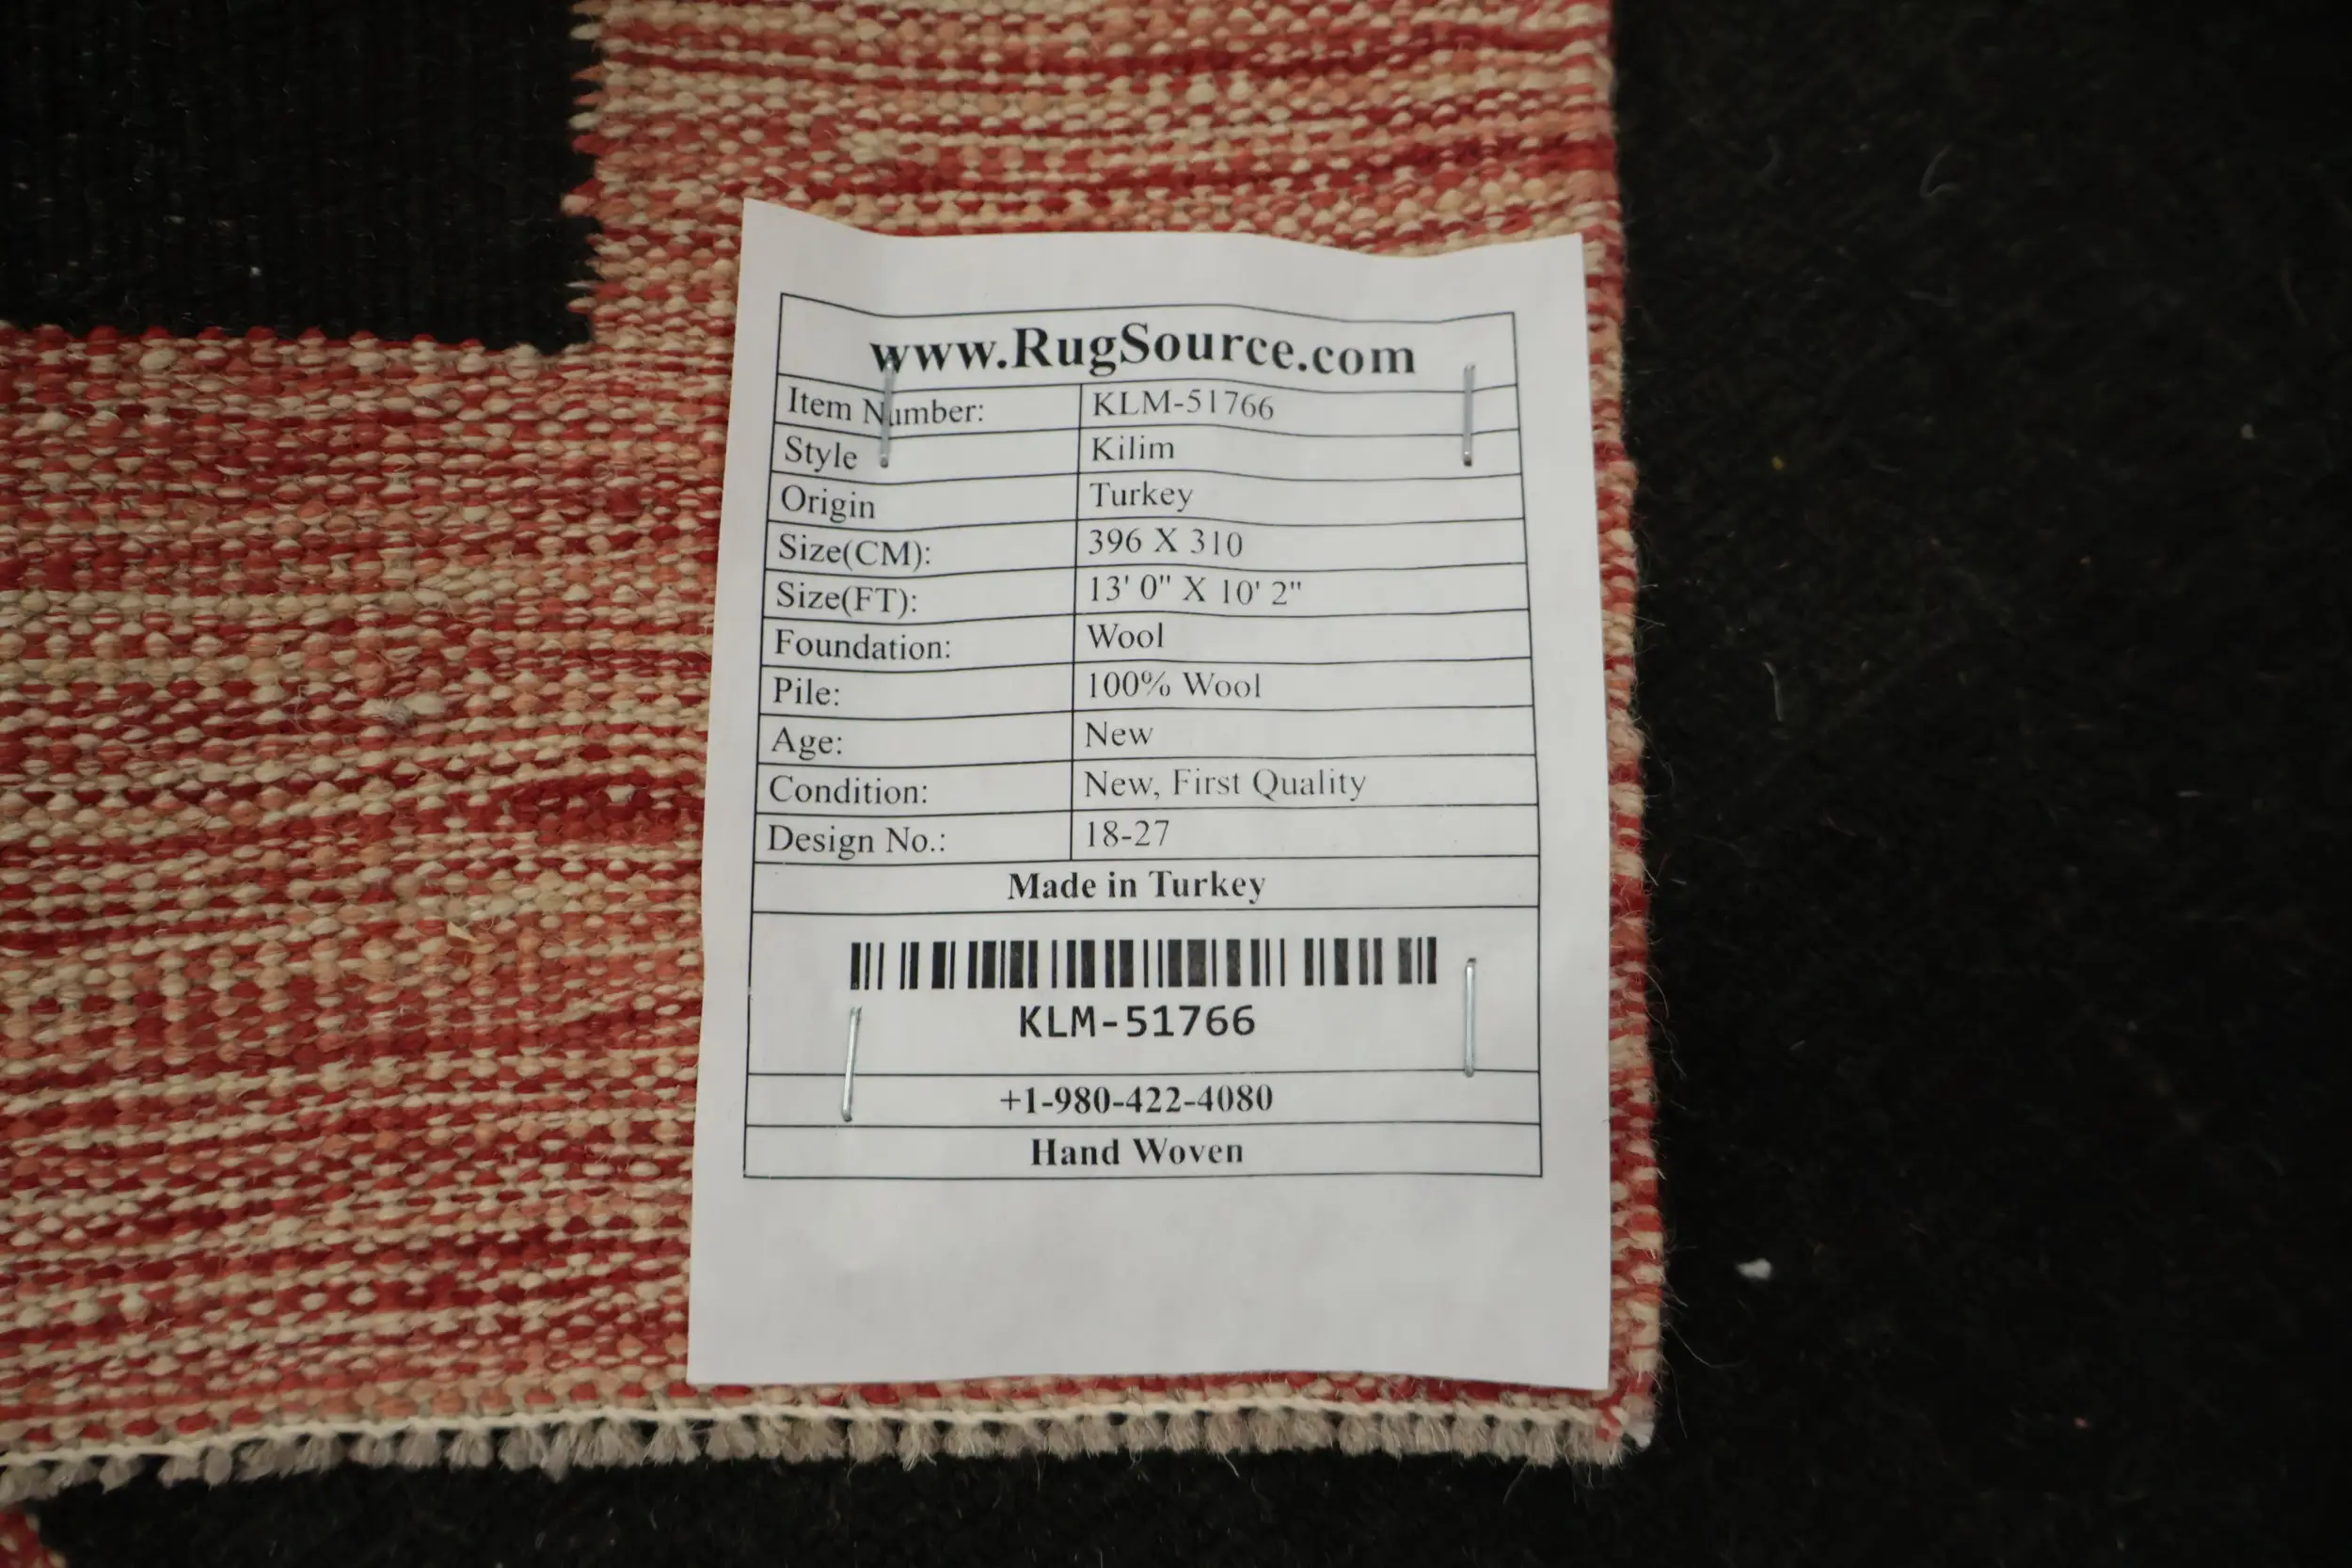 www.RugSource.com
Item Number: KLM-51766
Style Kilim
Origin Turkey
Size(CM): 396 X 310
Size(FT): 13' 0" X 10' 2"
Foundation: Wool
Pile: 100% Wool
Age: New
Condition: New, First Quality
Design No.: 18-27
Made in Turkey
KLM-51766
+1-980-422-4080
Hand Woven